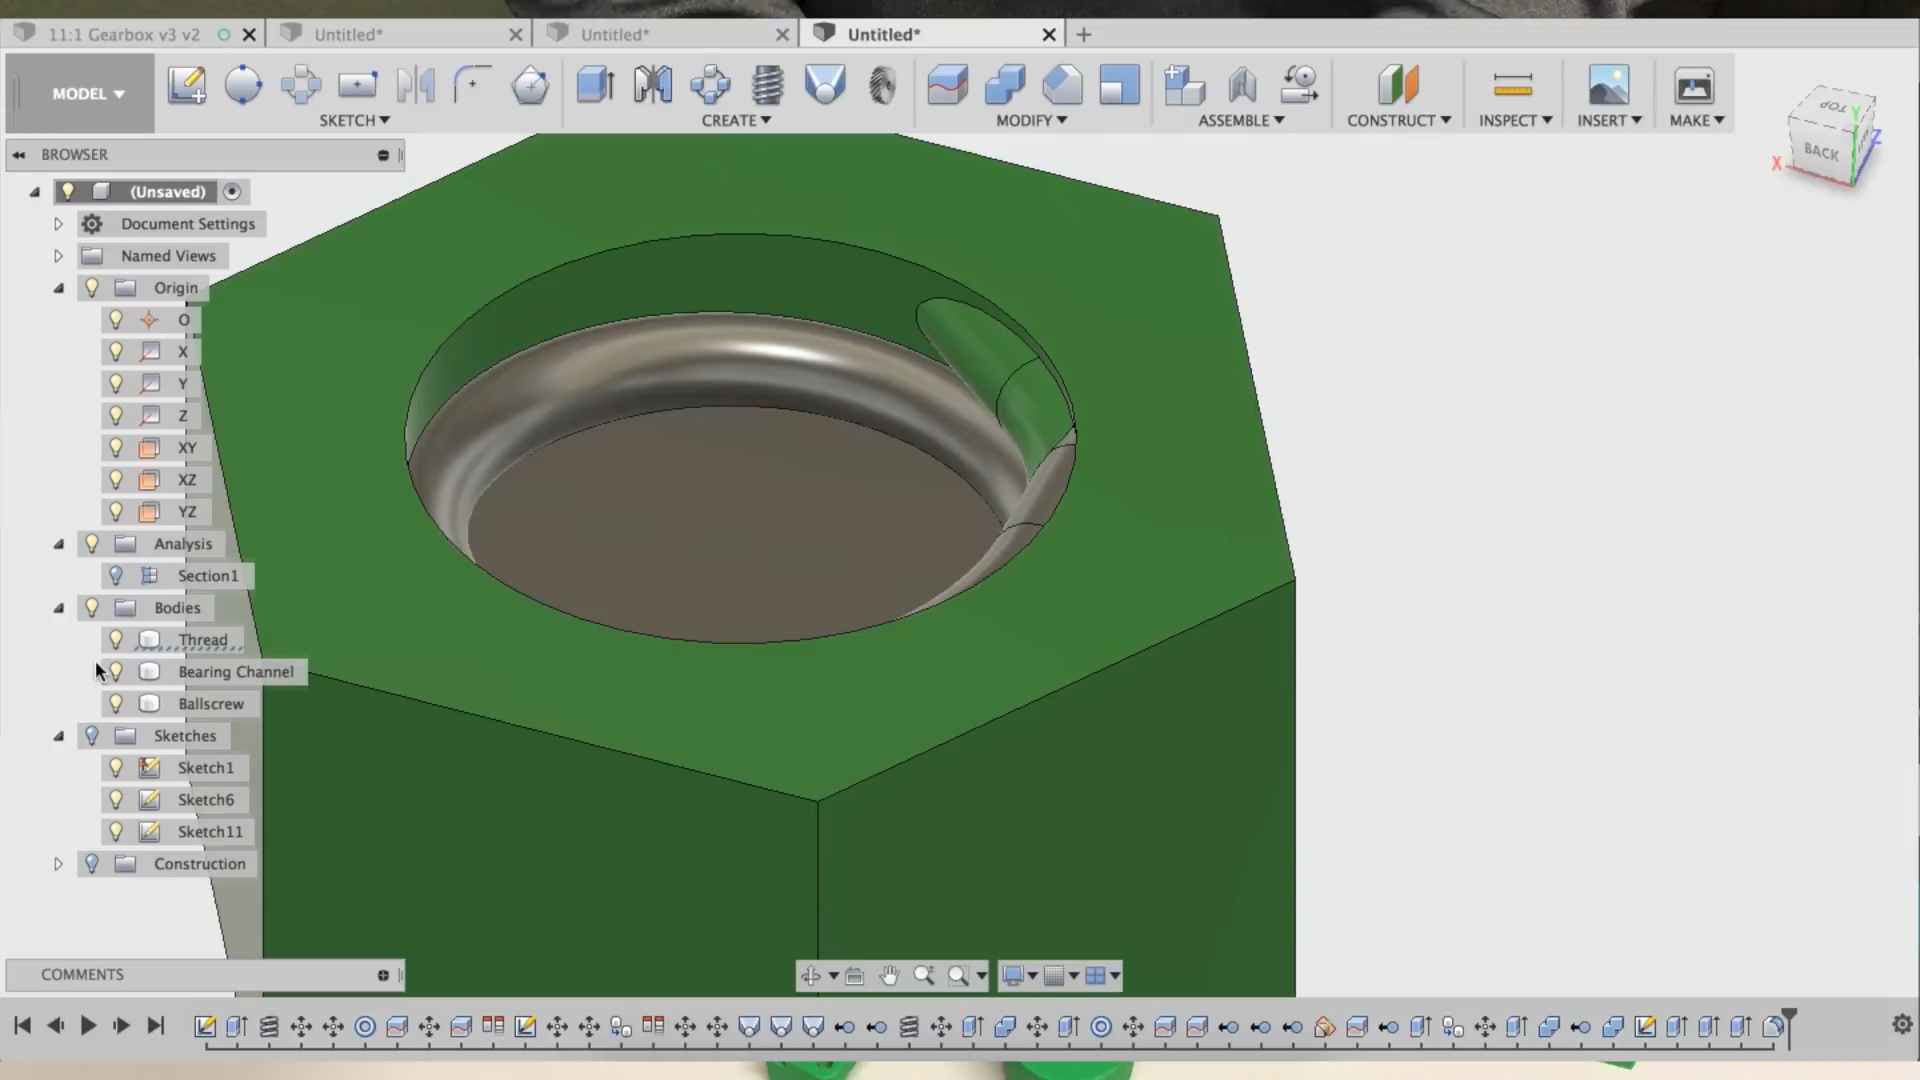 11:1 Gearbox v3 v2
Untitled*
Untitled*
Untitled*
MODEL
SKETCH
CREATE
MODIFY
ASSEMBLE
CONSTRUCT
INSPECT
INSERT
MAKE
TOP
BACK
X
Y
Z
BROWSER
(Unsaved)
Document Settings
Named Views
Origin
O
X
Y
Z
XY
XZ
YZ
Analysis
Section1
Bodies
Thread
Bearing Channel
Ballscrew
Sketches
Sketch1
Sketch6
Sketch11
Construction
COMMENTS